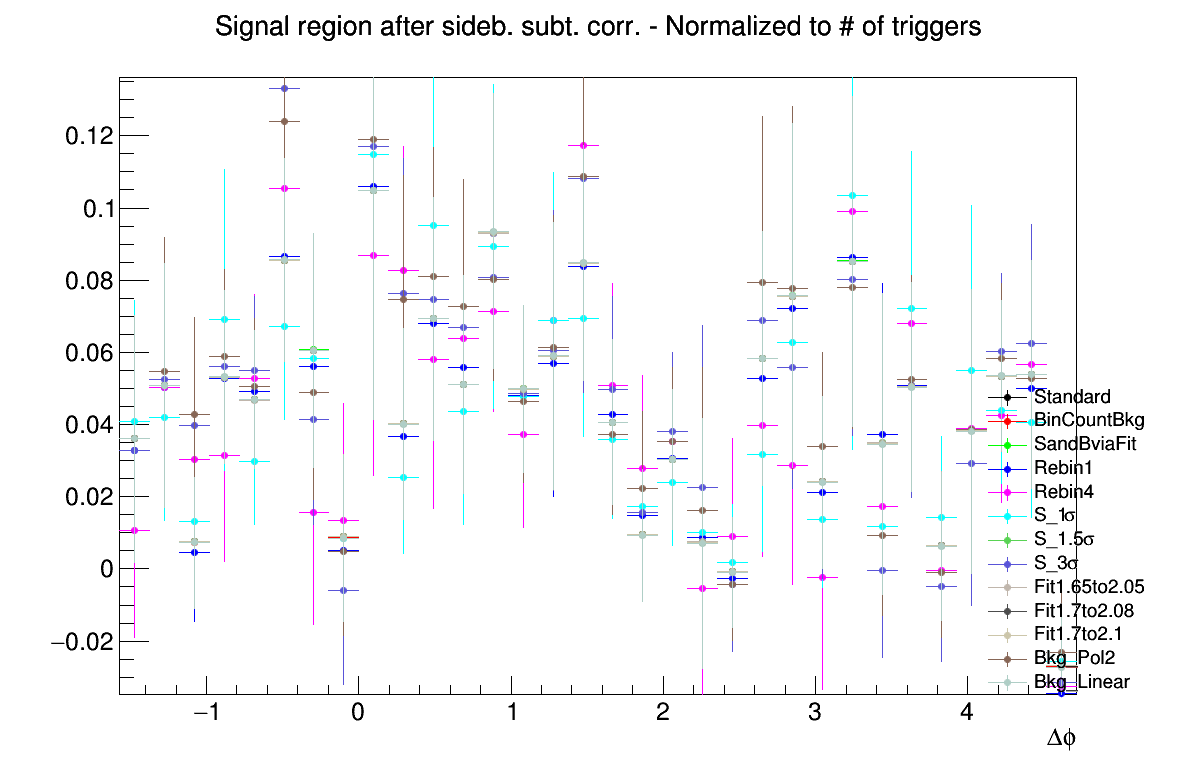 Signal region after sideb. subt. corr. - Normalized to # of triggers
0.12
0.1
0.08
0.06
0.04
0.02
0
−0.02
−1
0
1
2
3
4
Δϕ
Standard
BinCountBkg
SandBviaFit
Rebin1
Rebin4
S_1σ
S_1.5σ
S_3σ
Fit1.65to2.05
Fit1.7to2.08
Fit1.7to2.1
Bkg_Pol2
Bkg_Linear